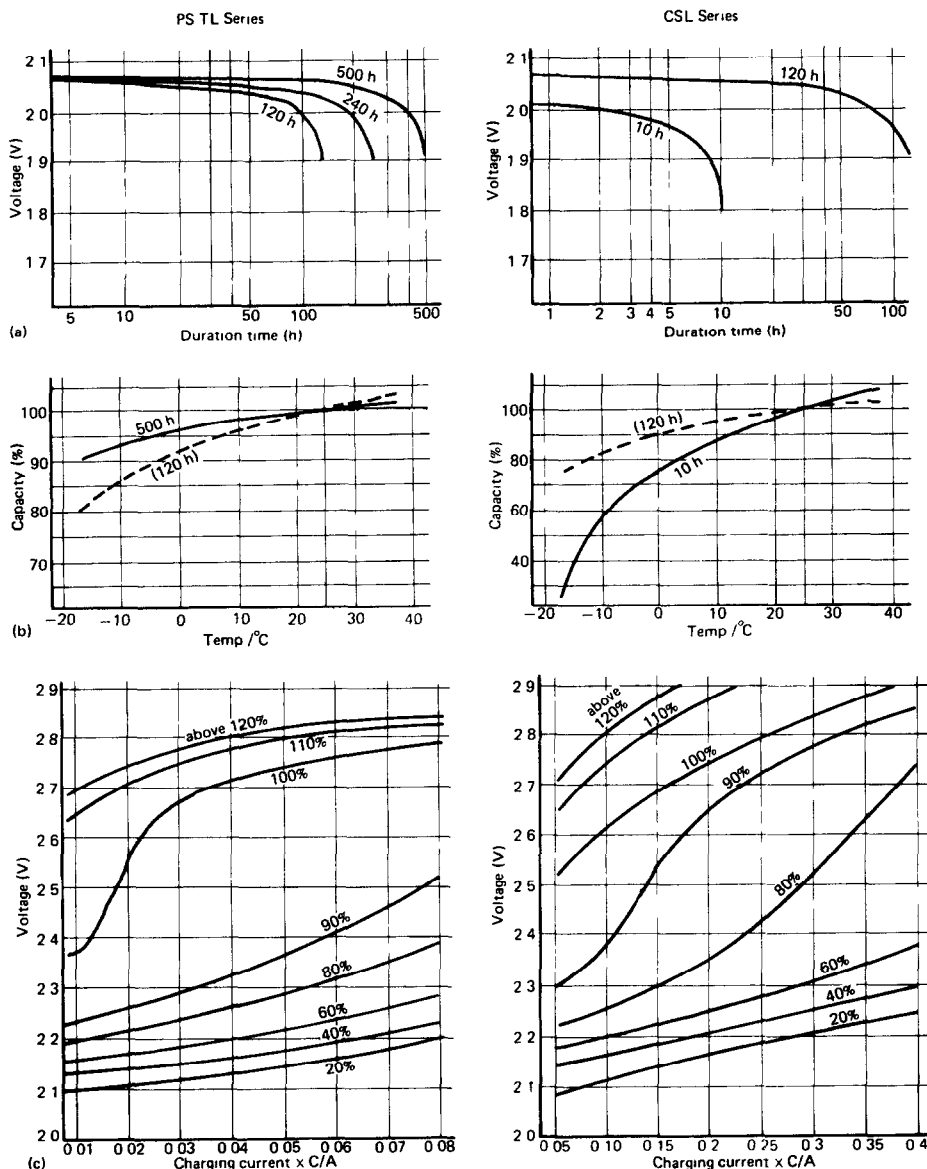 PS TL Series
CSL Series
Voltage (V)
2 1
2 0
1 9
1 8
1 7
500 h
240 h
120 h
5 10 50 100 500
(a)
Duration time (h)
Voltage (V)
2 1
2 0
1 9
1 8
1 7
120 h
10 h
1 2 3 4 5 10 50 100
Duration time (h)
Capacity (%)
100
90
80
70
500 h
(120 h)
−20 −10 0 10 20 30 40
(b)
Temp /°C
Capacity (%)
100
80
60
40
(120 h)
10 h
−20 −10 0 10 20 30 40
Temp /°C
Voltage (V)
2 9
2 8
2 7
2 6
2 5
2 4
2 3
2 2
2 1
2 0
above 120%
110%
100%
90%
80%
60%
40%
20%
0 01 0 02 0 03 0 04 0 05 0 06 0 07 0 08
(c)
Charging current x C/A
Voltage (V)
2 9
2 8
2 7
2 6
2 5
2 4
2 3
2 2
2 1
2 0
above
120%
110%
100%
90%
80%
60%
40%
20%
0 05 0 10 0 15 0 2 0 25 0 3 0 35 0 4
Charging current x C/A